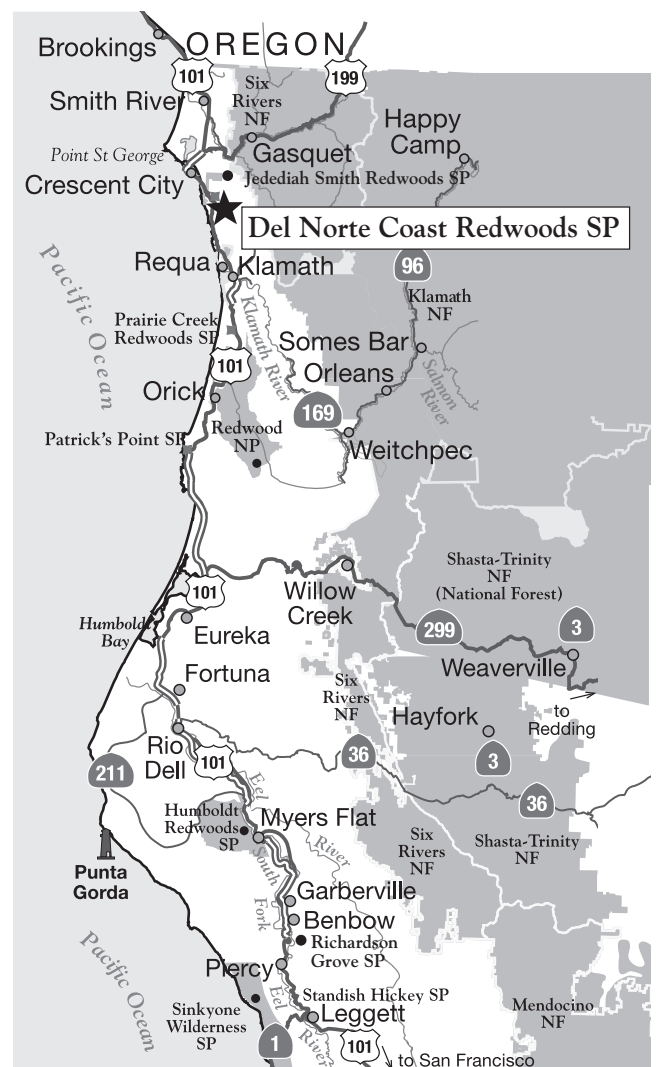 Brookings
OREGON
101
199
Smith River
Six
Rivers
NF
Happy
Camp
Point St George
Gasquet
Crescent City
Jedediah Smith Redwoods SP
Del Norte Coast Redwoods SP
Pacific Ocean
Requa
Klamath
96
Klamath
NF
Prairie Creek
Redwoods SP
Klamath River
Somes Bar
101
Orleans
Salmon
River
Orick
169
Redwood
NP
Patrick's Point SP
Weitchpec
Shasta-Trinity
NF
(National Forest)
101
Willow
Creek
Humboldt
Bay
Eureka
299
3
Weaverville
Fortuna
Six
Rivers
NF
to
Redding
Hayfork
Rio
Dell
101
36
3
211
36
Eel
River
Humboldt
Redwoods
SP
Myers Flat
Six
Rivers
NF
Shasta-Trinity
NF
Punta
Gorda
South
Fork
Eel
River
Garberville
Benbow
Richardson
Grove SP
Pacific Ocean
Piercy
Sinkyone
Wilderness
SP
Standish Hickey SP
Leggett
Mendocino
NF
1
101
to San Francisco